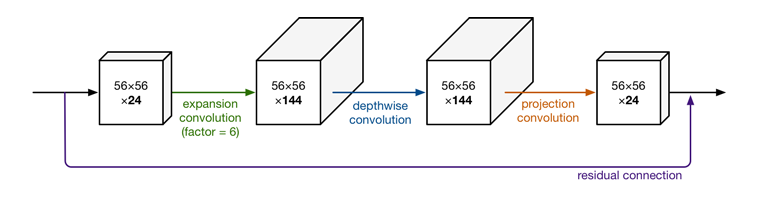 56×56
×24
expansion
convolution
(factor = 6)
56×56
×144
depthwise
convolution
56×56
×144
projection
convolution
56×56
×24
residual connection